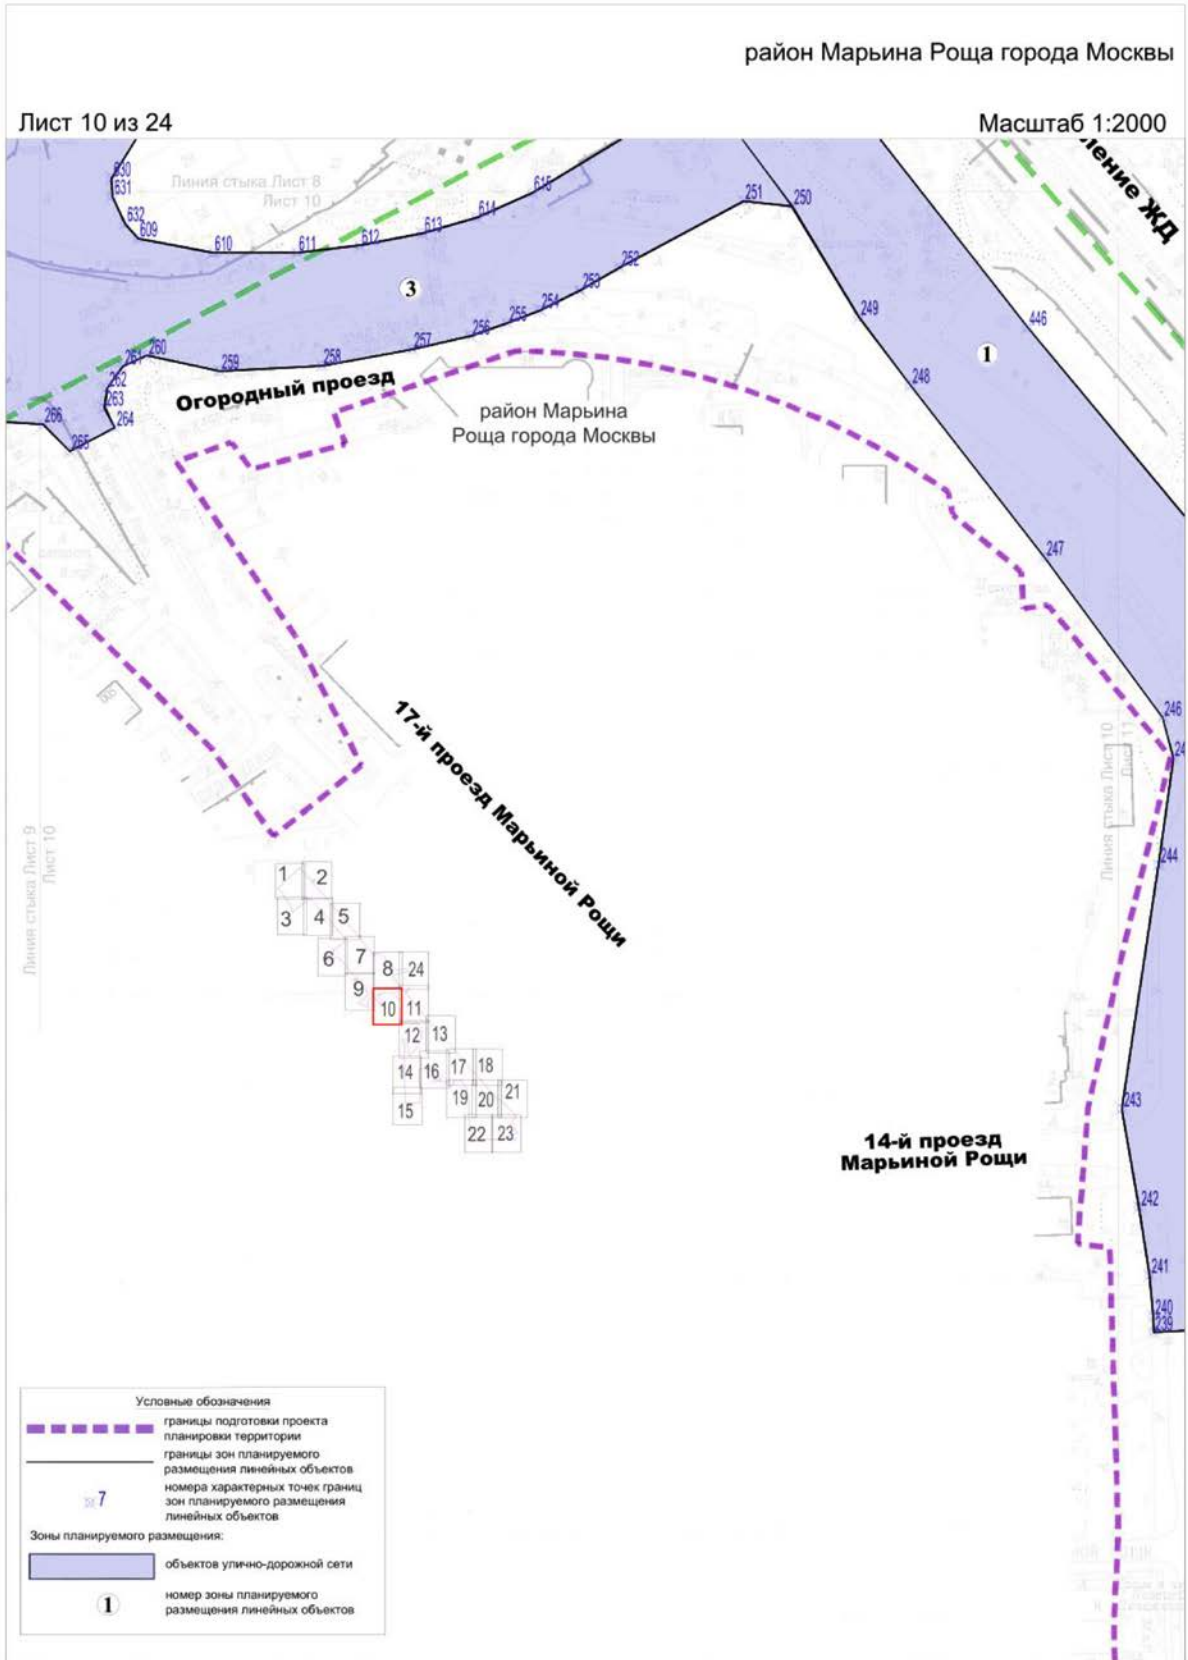 район Марьина Роща города Москвы
Лист 10 из 24
Масштаб 1:2000
ление ЖД
Линия стыка Лист 8
Лист 10
630
631
632
609
610
611
612
613
614
615
251
250
252
253
254
255
256
257
258
259
260
261
262
263
264
265
266
3
249
248
446
1
247
246
24
244
243
242
241
240
239
Огородный проезд
район Марьина
Роща города Москвы
17-й проезд Марьиной Рощи
Линия стыка Лист 10
Лист 11
Линия стыка Лист 9
Лист 10
1 2
3 4 5
6 7
8 24
9
10 11
12 13
14 16 17 18
15 19 20 21
22 23
14-й проезд
Марьиной Рощи
Условные обозначения
границы подготовки проекта
планировки территории
границы зон планируемого
размещения линейных объектов
7
номера характерных точек границ
зон планируемого размещения
линейных объектов
Зоны планируемого размещения:
объектов улично-дорожной сети
1
номер зоны планируемого
размещения линейных объектов